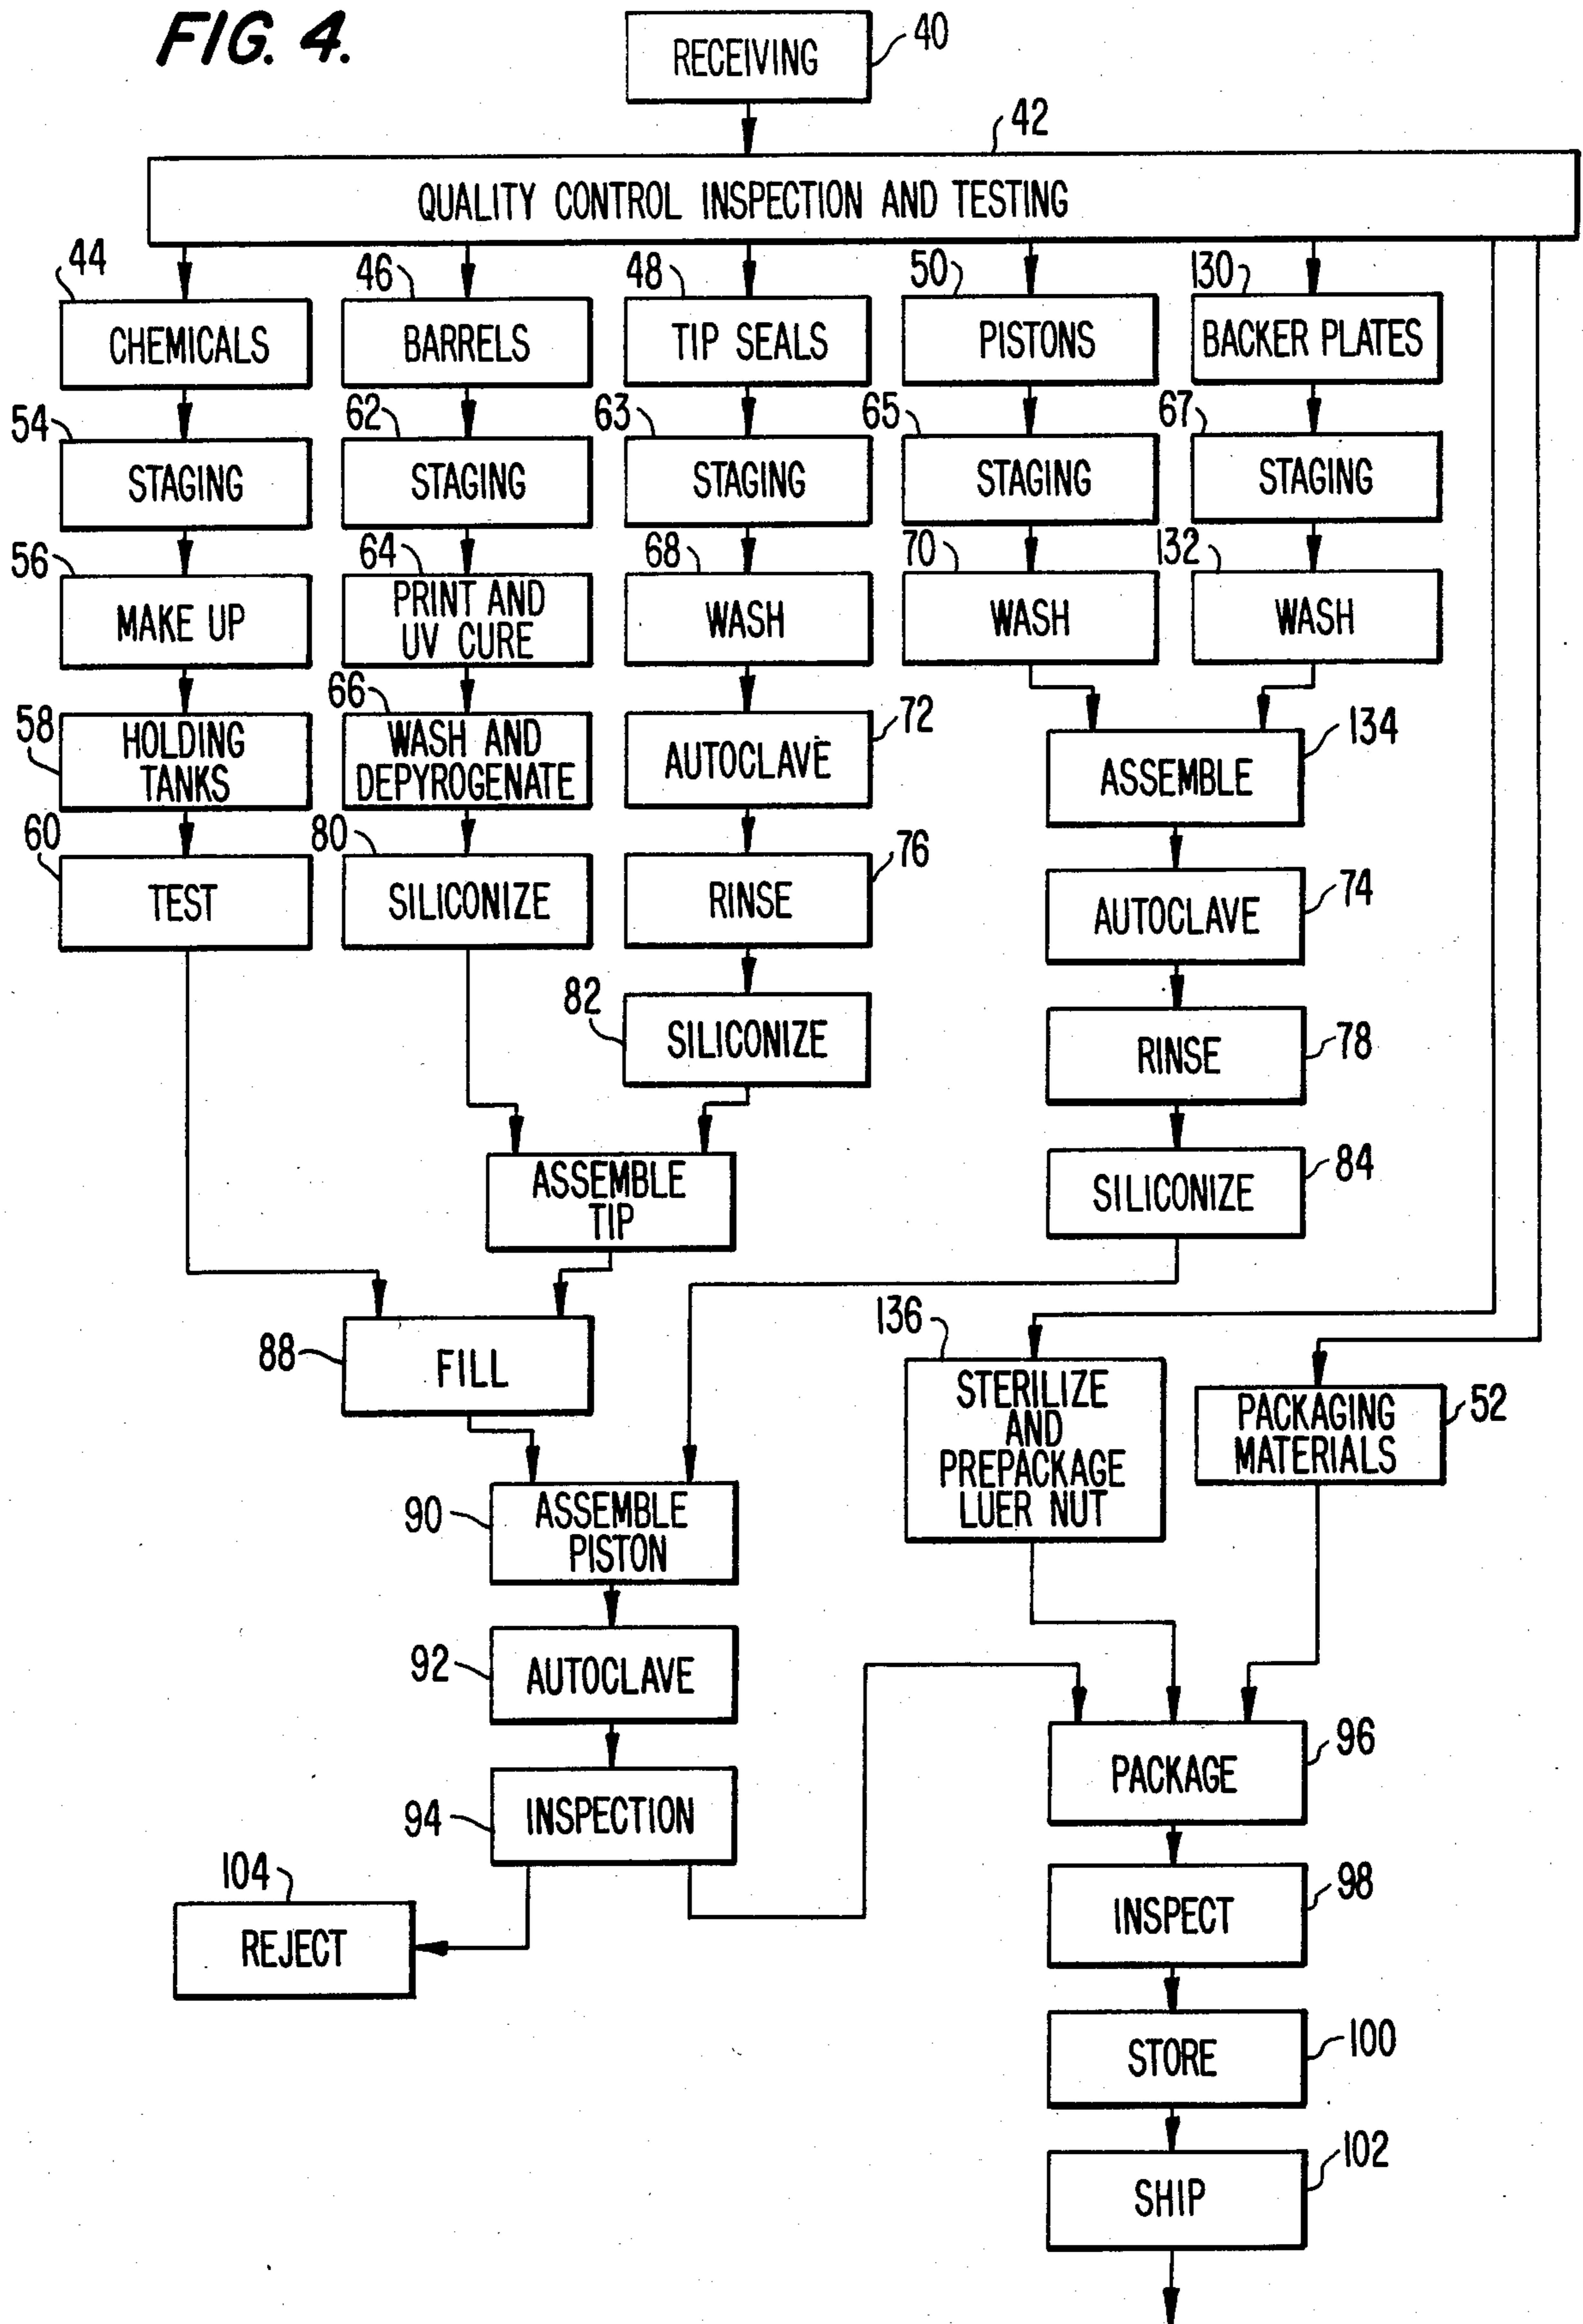 FIG. 4.
RECEIVING
40
42
QUALITY CONTROL INSPECTION AND TESTING
44
46
48
50
130
CHEMICALS
BARRELS
TIP SEALS
PISTONS
BACKER PLATES
54
62
63
65
67
STAGING
STAGING
STAGING
STAGING
STAGING
56
64
68
70
132
MAKE UP
PRINT AND
UV CURE
WASH
WASH
WASH
58
66
72
134
HOLDING
TANKS
WASH AND
DEPYROGENATE
AUTOCLAVE
ASSEMBLE
60
80
76
74
TEST
SILICONIZE
RINSE
AUTOCLAVE
82
SILICONIZE
RINSE
78
ASSEMBLE
TIP
SILICONIZE
84
88
FILL
136
STERILIZE
AND
PREPACKAGE
LUER NUT
PACKAGING
MATERIALS
52
90
ASSEMBLE
PISTON
92
AUTOCLAVE
94
INSPECTION
PACKAGE
96
104
REJECT
INSPECT
98
STORE
100
SHIP
102